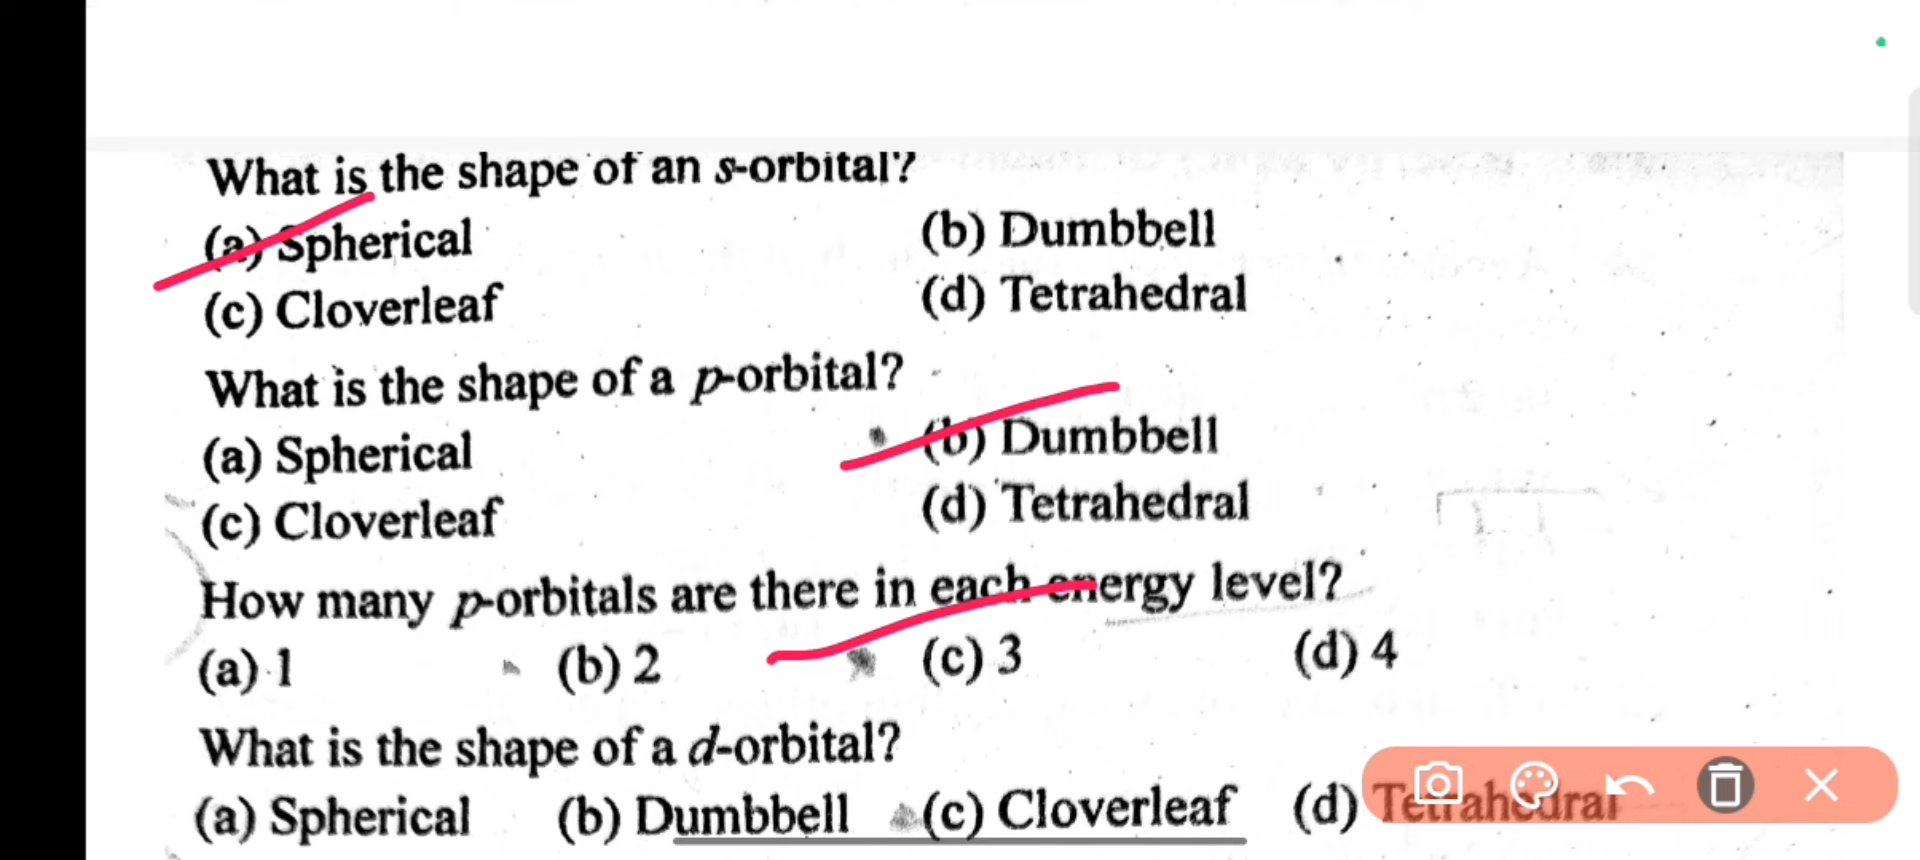 What is the shape of an s-orbital?
(a) Spherical (b) Dumbbell
(c) Cloverleaf (d) Tetrahedral
What is the shape of a p-orbital?
(a) Spherical (b) Dumbbell
(c) Cloverleaf (d) Tetrahedral
How many p-orbitals are there in each energy level?
(a) 1 (b) 2 (c) 3 (d) 4
What is the shape of a d-orbital?
(a) Spherical (b) Dumbbell (c) Cloverleaf (d) Tetrahedral